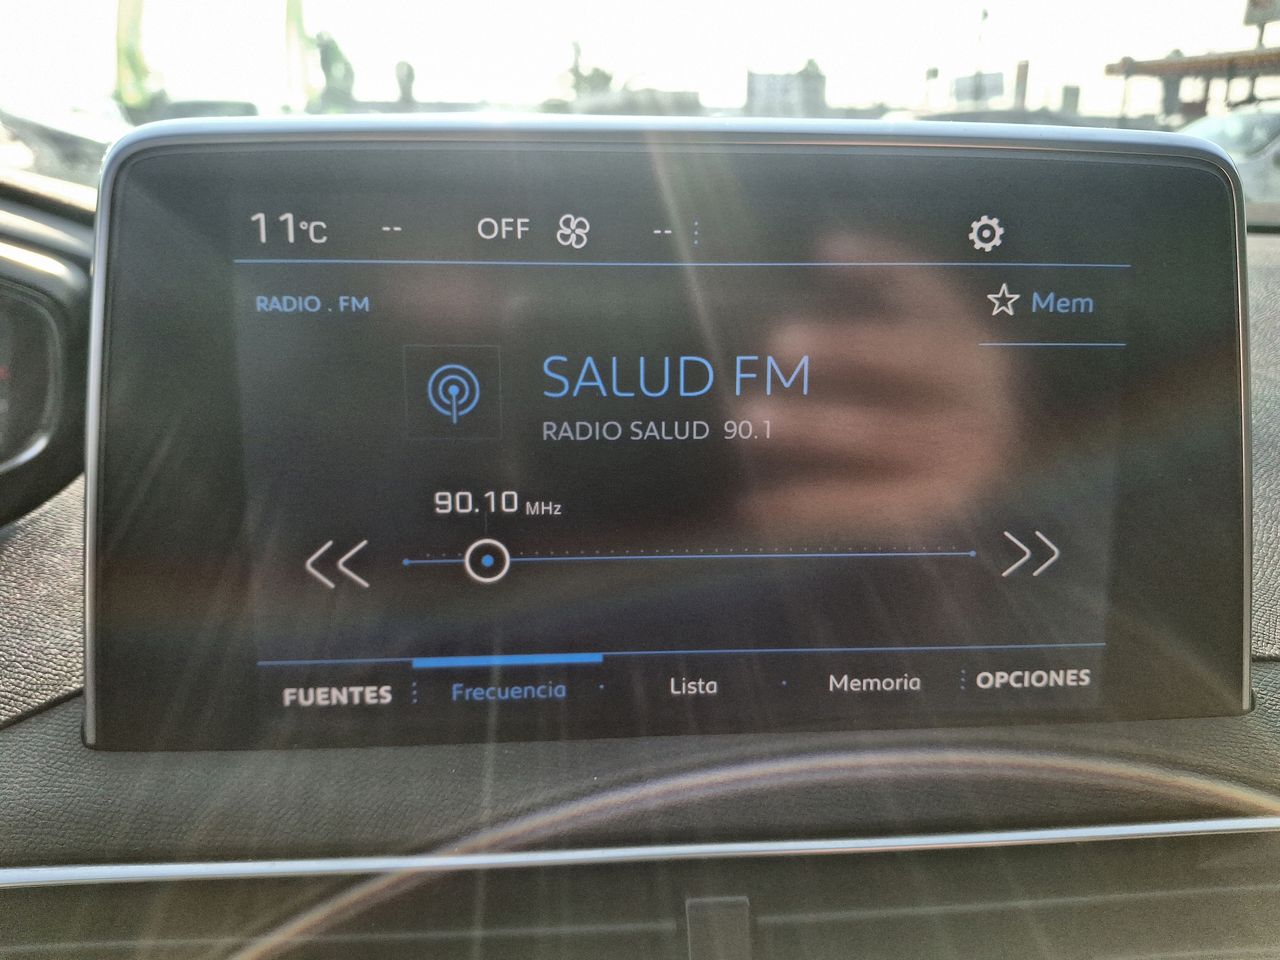 11°C -- OFF --
RADIO . FM
Mem
SALUD FM
RADIO SALUD 90.1
90.10 MHz
FUENTES Frecuencia Lista Memoria OPCIONES